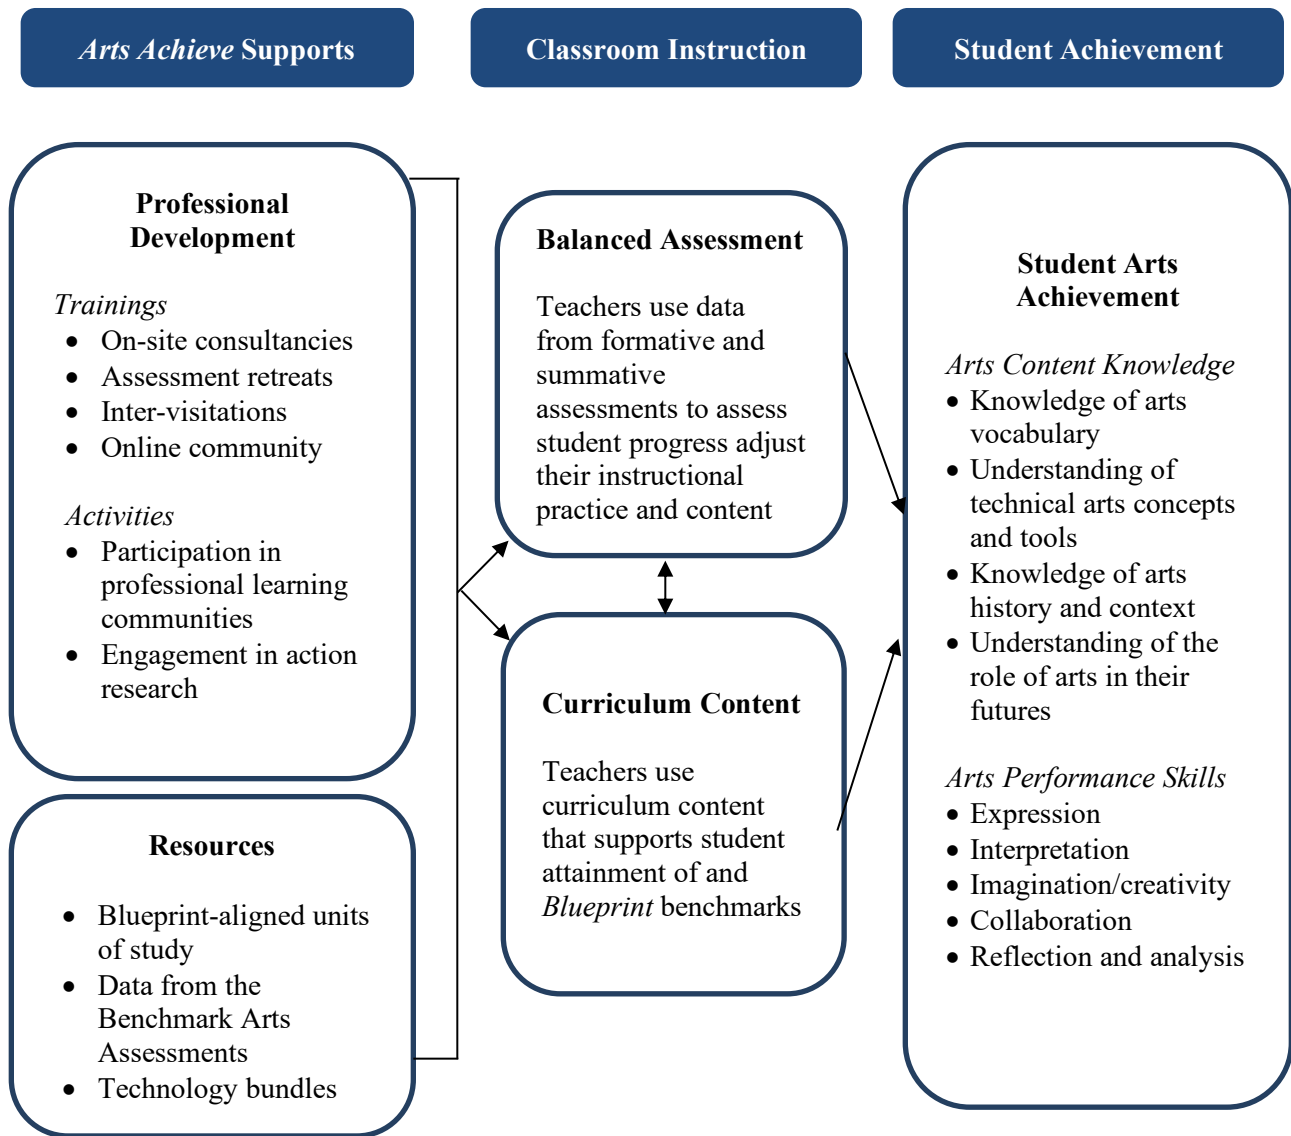 Arts Achieve Supports
Classroom Instruction
Student Achievement
Professional
Development
Trainings
• On-site consultancies
• Assessment retreats
• Inter-visitations
• Online community
Activities
• Participation in
professional learning
communities
• Engagement in action
research
Resources
• Blueprint-aligned units
of study
• Data from the
Benchmark Arts
Assessments
• Technology bundles
Balanced Assessment
Teachers use data
from formative and
summative
assessments to assess
student progress adjust
their instructional
practice and content
Curriculum Content
Teachers use
curriculum content
that supports student
attainment of and
Blueprint benchmarks
Student Arts
Achievement
Arts Content Knowledge
• Knowledge of arts
vocabulary
• Understanding of
technical arts concepts
and tools
• Knowledge of arts
history and context
• Understanding of the
role of arts in their
futures
Arts Performance Skills
• Expression
• Interpretation
• Imagination/creativity
• Collaboration
• Reflection and analysis